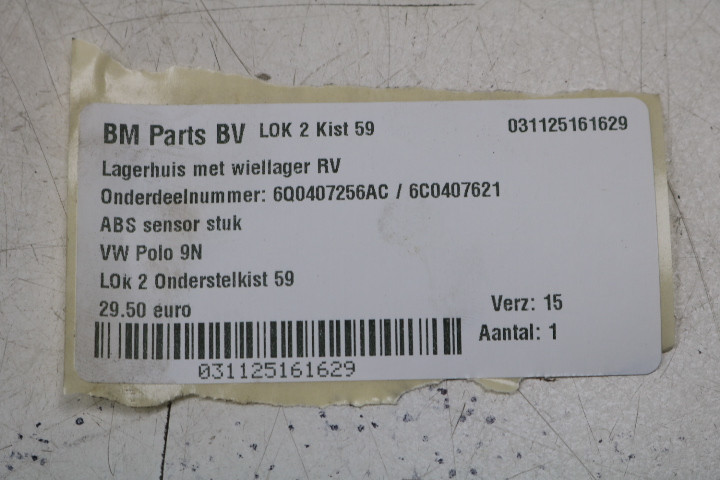 BM Parts BV LOK 2 Kist 59 031125161629
Lagerhuis met wiellager RV
Onderdeelnummer: 6Q0407256AC / 6C0407621
ABS sensor stuk
VW Polo 9N
LOk 2 Onderstelkist 59
29.50 euro
Verz: 15
Aantal: 1
031125161629